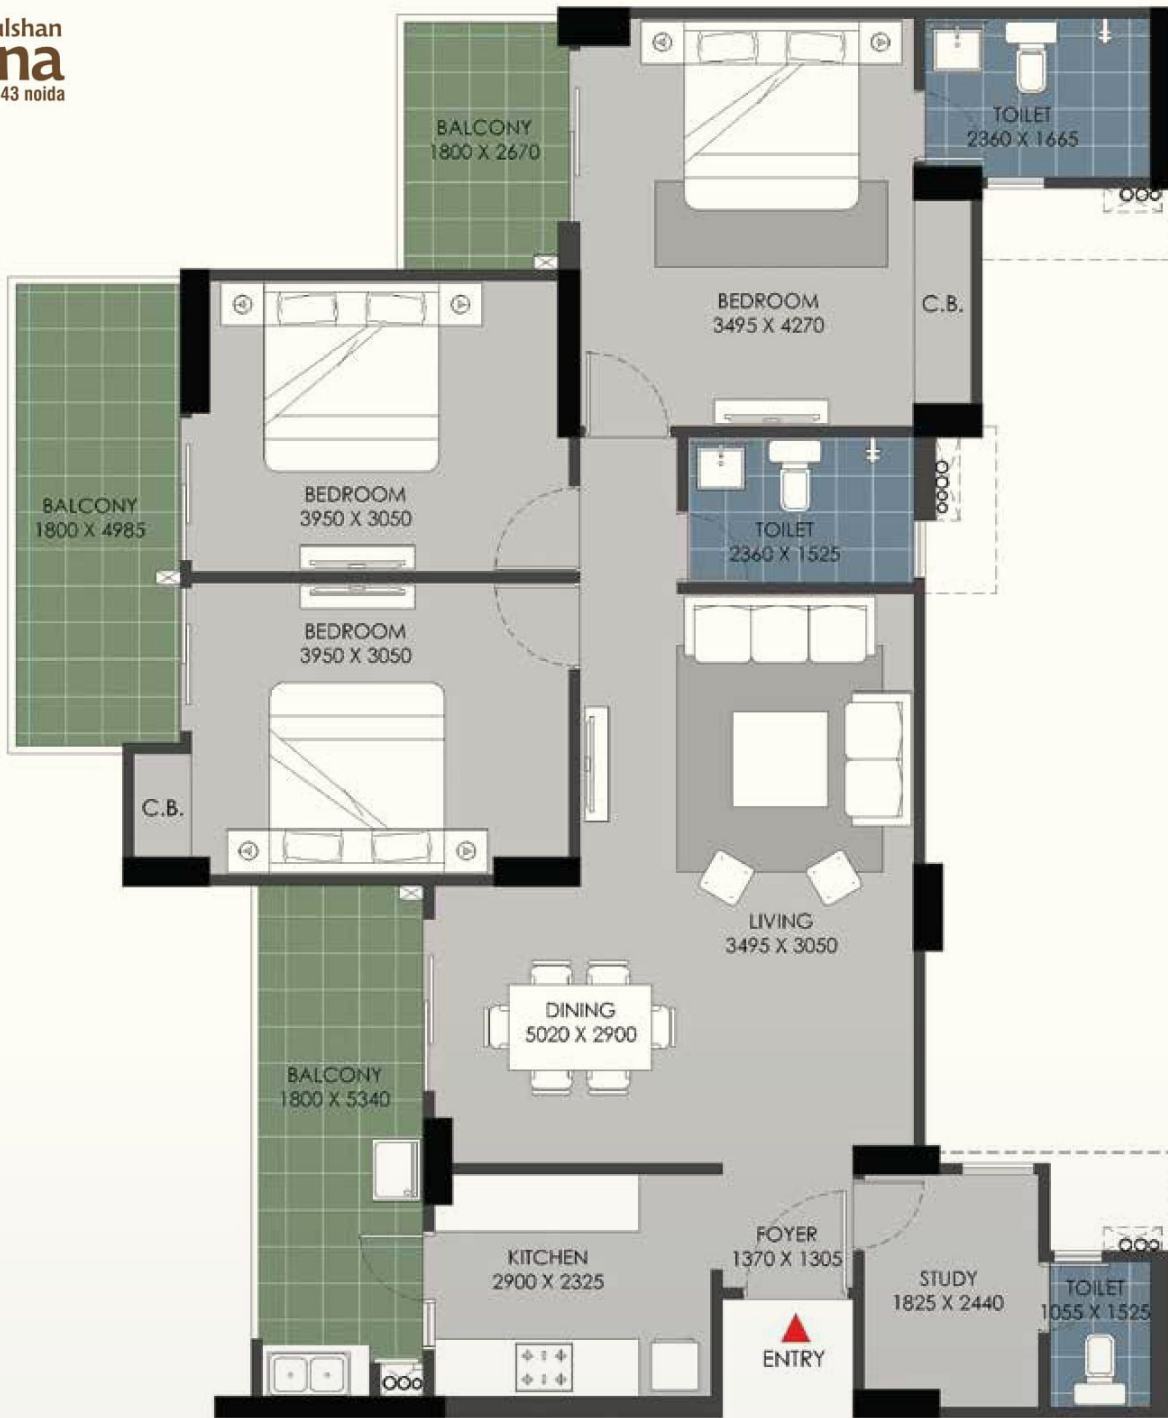 na
43 noida
BALCONY
1800 X 2670
TOILET
2360 X 1665
BEDROOM
3495 X 4270
C.B.
BEDROOM
3950 X 3050
BALCONY
1800 X 4985
TOILET
2360 X 1525
BEDROOM
3950 X 3050
C.B.
LIVING
3495 X 3050
DINING
5020 X 2900
BALCONY
1800 X 5340
FOYER
1370 X 1305
KITCHEN
2900 X 2325
STUDY
1825 X 2440
TOILET
1055 X 1525
ENTRY